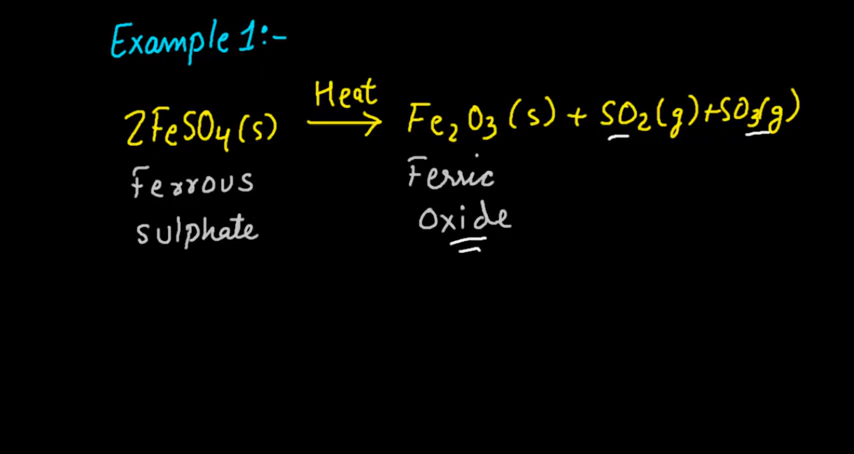 Example 1:-
Heat
2FeSO₄(s) → Fe₂O₃(s) + SO₂(g)+SO₃(g)
Ferrous Ferric
sulphate Oxide